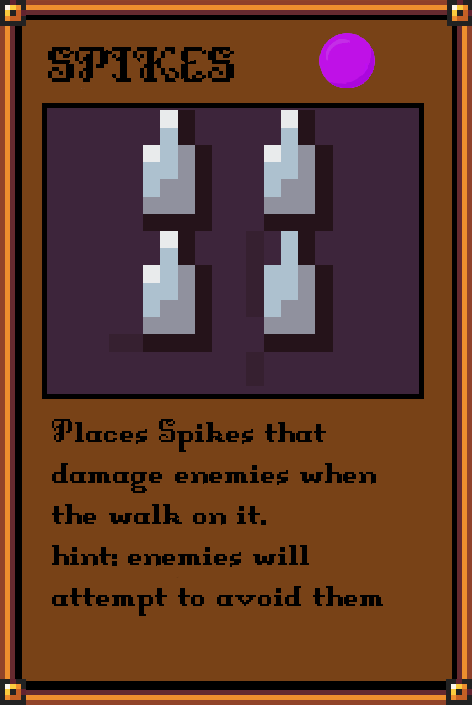 SPIKES
Places Spikes that
damage enemies when
the walk on it.
hint: enemies will
attempt to avoid them